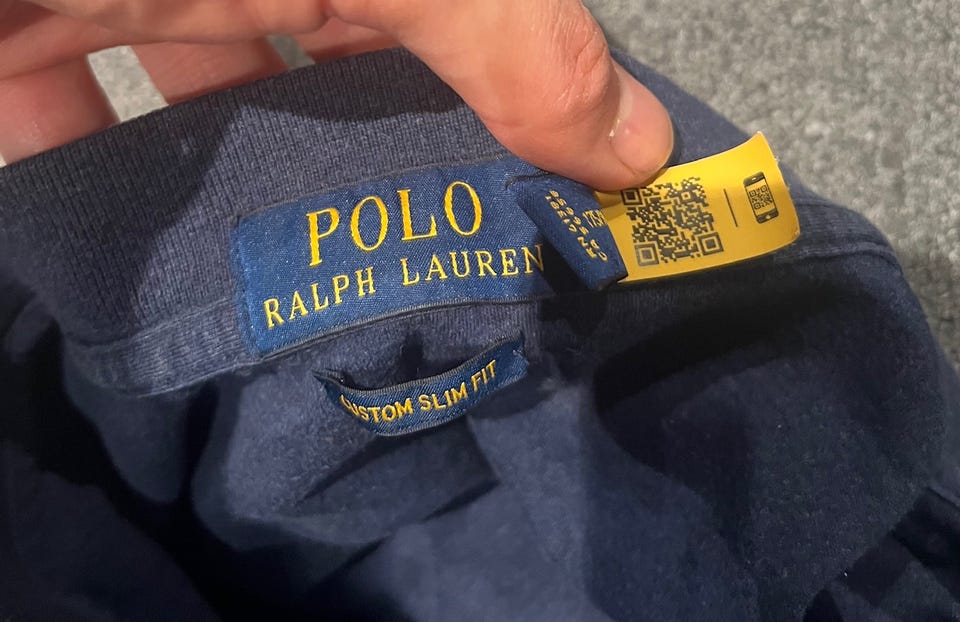 POLO
RALPH LAUREN
CUSTOM SLIM FIT